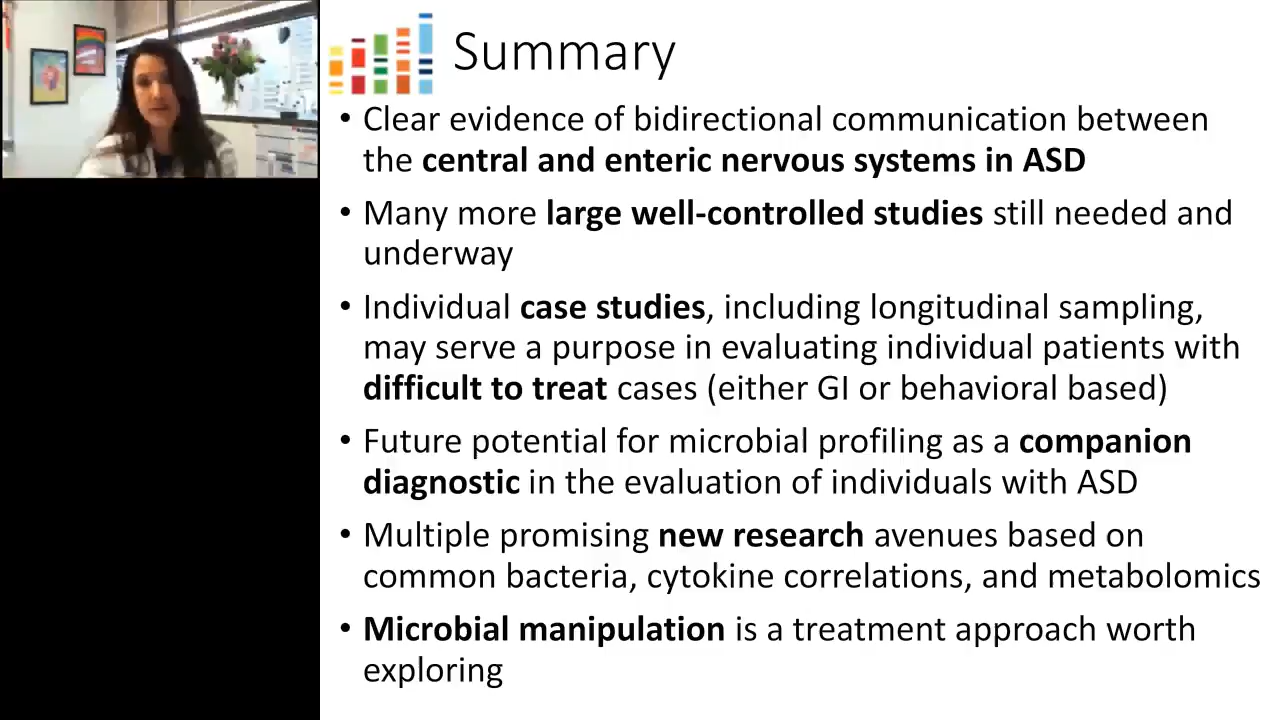 Summary
• Clear evidence of bidirectional communication between
the central and enteric nervous systems in ASD
• Many more large well-controlled studies still needed and
underway
• Individual case studies, including longitudinal sampling,
may serve a purpose in evaluating individual patients with
difficult to treat cases (either GI or behavioral based)
• Future potential for microbial profiling as a companion
diagnostic in the evaluation of individuals with ASD
• Multiple promising new research avenues based on
common bacteria, cytokine correlations, and metabolomics
• Microbial manipulation is a treatment approach worth
exploring